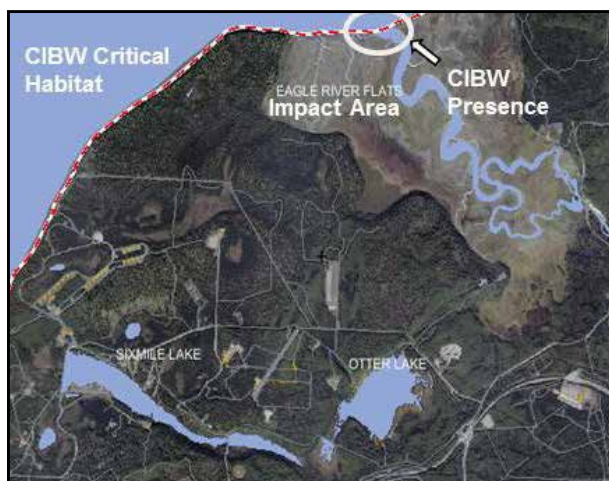 CIBW Critical
Habitat
CIBW
Presence
EAGLE RIVER FLATS
Impact Area
SIXMILE LAKE
OTTER LAKE